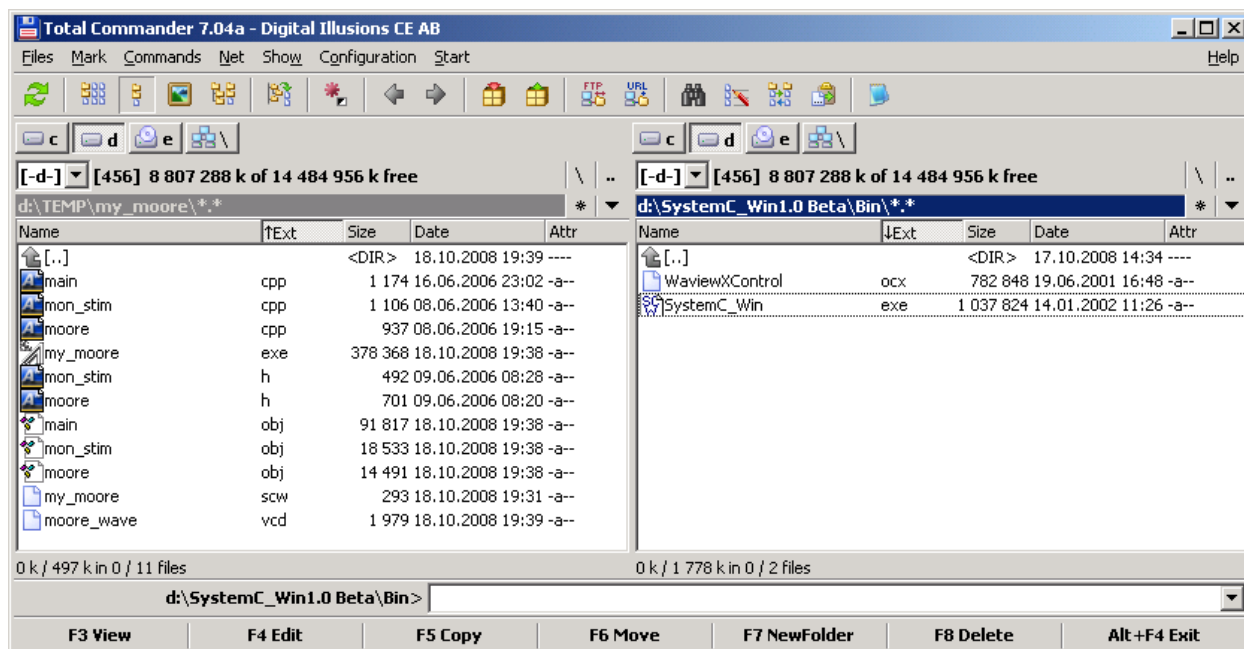 Total Commander 7.04a - Digital Illusions CE AB
Files Mark Commands Net Show Configuration Start Help
FTP URL
c d e \ c d e \
[-d-] [456] 8 807 288 k of 14 484 956 k free \ .. [-d-] [456] 8 807 288 k of 14 484 956 k free \ ..
d:\TEMP\my_moore\*.* * d:\SystemC_Win1.0 Beta\Bin\*.* *
Name ↑Ext Size Date Attr Name ↓Ext Size Date Attr
[..] <DIR> 18.10.2008 19:39 ---- [..] <DIR> 17.10.2008 14:34 ----
main cpp 1 174 16.06.2006 23:02 -a-- WaviewXControl ocx 782 848 19.06.2001 16:48 -a--
mon_stim cpp 1 106 08.06.2006 13:40 -a-- SystemC_Win exe 1 037 824 14.01.2002 11:26 -a--
moore cpp 937 08.06.2006 19:15 -a--
my_moore exe 378 368 18.10.2008 19:38 -a--
mon_stim h 492 09.06.2006 08:28 -a--
moore h 701 09.06.2006 08:20 -a--
main obj 91 817 18.10.2008 19:38 -a--
mon_stim obj 18 533 18.10.2008 19:38 -a--
moore obj 14 491 18.10.2008 19:38 -a--
my_moore scw 293 18.10.2008 19:31 -a--
moore_wave vcd 1 979 18.10.2008 19:39 -a--
0 k / 497 k in 0 / 11 files 0 k / 1 778 k in 0 / 2 files
d:\SystemC_Win1.0 Beta\Bin>
F3 View F4 Edit F5 Copy F6 Move F7 NewFolder F8 Delete Alt+F4 Exit